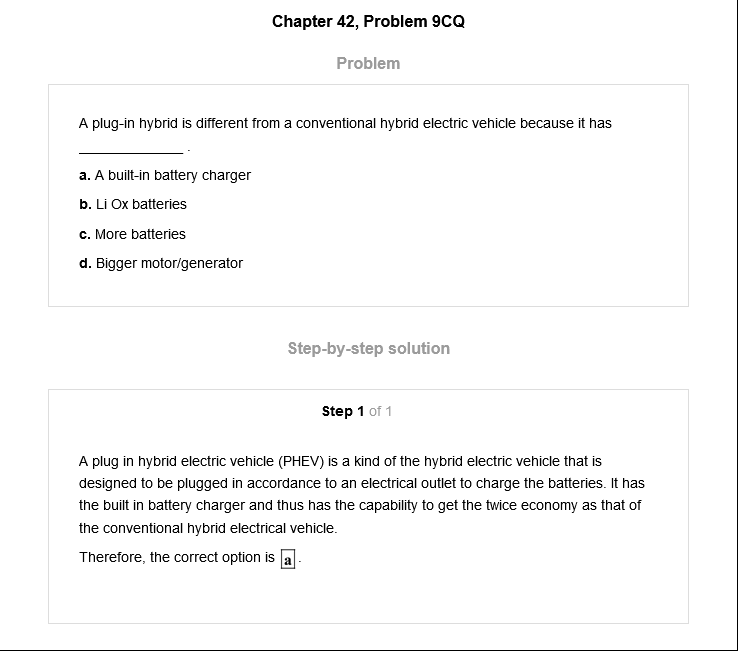 Chapter 42, Problem 9CQ
Problem
A plug-in hybrid is different from a conventional hybrid electric vehicle because it has
_____________ .
a. A built-in battery charger
b. Li Ox batteries
c. More batteries
d. Bigger motor/generator
Step-by-step solution
Step 1 of 1
A plug in hybrid electric vehicle (PHEV) is a kind of the hybrid electric vehicle that is
designed to be plugged in accordance to an electrical outlet to charge the batteries. It has
the built in battery charger and thus has the capability to get the twice economy as that of
the conventional hybrid electrical vehicle.
Therefore, the correct option is a .